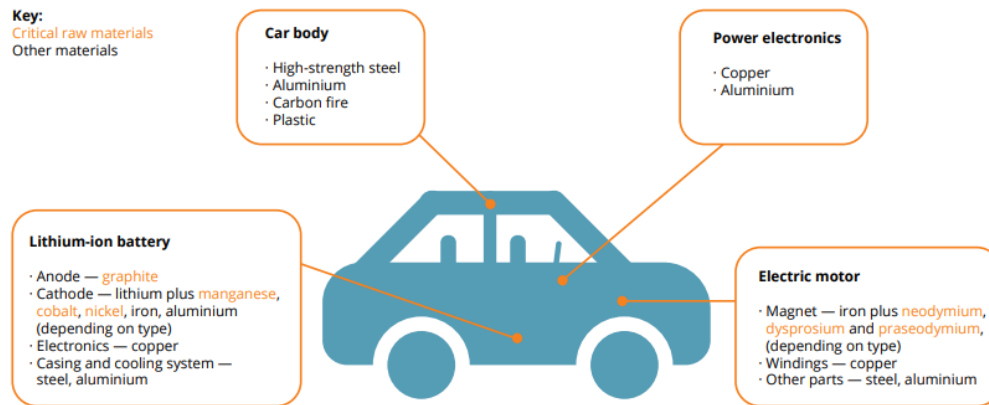 Key:
Critical raw materials
Other materials
Car body
· High-strength steel
· Aluminium
· Carbon fire
· Plastic
Power electronics
· Copper
· Aluminium
Lithium-ion battery
· Anode — graphite
· Cathode — lithium plus manganese,
cobalt, nickel, iron, aluminium
(depending on type)
· Electronics — copper
· Casing and cooling system —
steel, aluminium
Electric motor
· Magnet — iron plus neodymium,
dysprosium and praseodymium,
(depending on type)
· Windings — copper
· Other parts — steel, aluminium